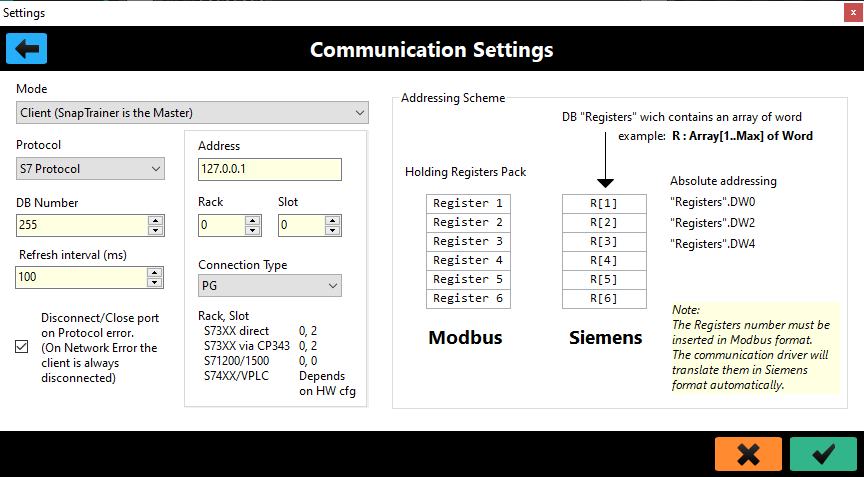 Settings
Communication Settings
Mode
Client (SnapTrainer is the Master)
Protocol
S7 Protocol
DB Number
255
Refresh interval (ms)
100
Disconnect/Close port
on Protocol error.
(On Network Error the
client is always
disconnected)
Address
127.0.0.1
Rack Slot
0 0
Connection Type
PG
Rack, Slot
S73XX direct 0, 2
S73XX via CP343 0, 2
S71200/1500 0, 0
S74XX/VPLC Depends
on HW cfg
Addressing Scheme
DB "Registers" wich contains an array of word
example: R : Array[1..Max] of Word
Holding Registers Pack
Register 1
Register 2
Register 3
Register 4
Register 5
Register 6
Modbus
R[1]
R[2]
R[3]
R[4]
R[5]
R[6]
Siemens
Absolute addressing
"Registers".DW0
"Registers".DW2
"Registers".DW4
Note:
The Registers number must be
inserted in Modbus format.
The communication driver will
translate them in Siemens
format automatically.